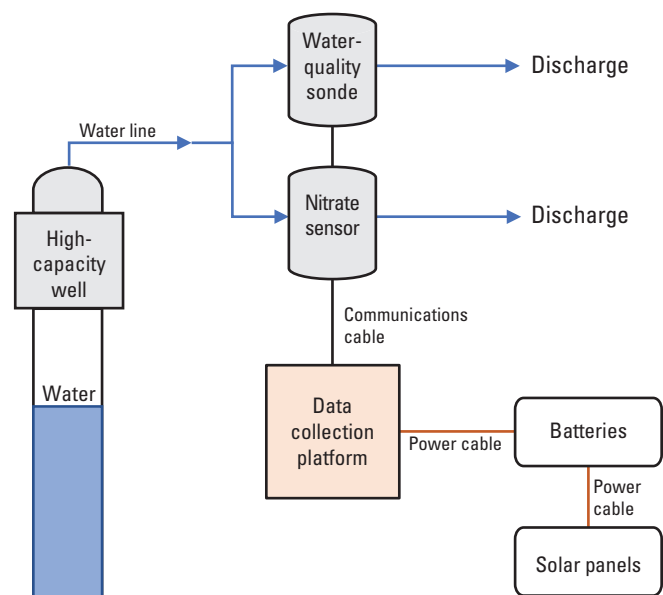 Water-
quality
sonde
Discharge
Water line
Nitrate
sensor
Discharge
High-
capacity
well
Communications
cable
Water
Data
collection
platform
Power cable
Batteries
Power
cable
Solar panels